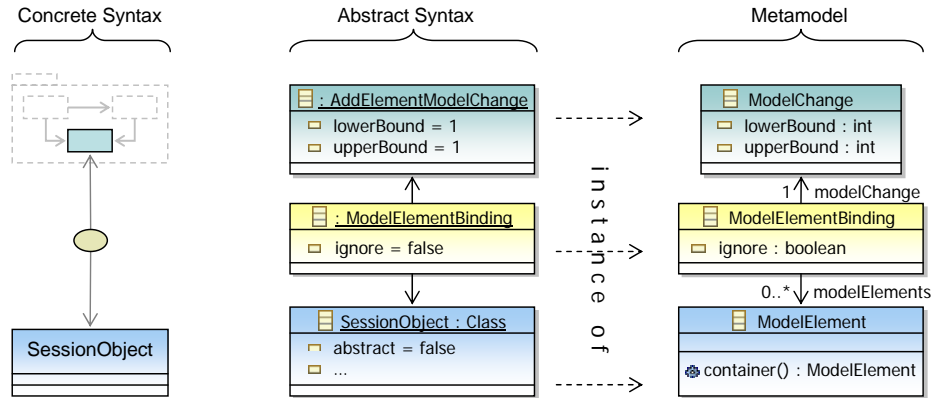 Concrete Syntax
Abstract Syntax
Metamodel
: AddElementModelChange
lowerBound = 1
upperBound = 1
ModelChange
lowerBound : int
upperBound : int
1 modelChange
: ModelElementBinding
ignore = false
ModelElementBinding
ignore : boolean
0..* modelElements
instance of
SessionObject
SessionObject : Class
abstract = false
...
ModelElement
container() : ModelElement